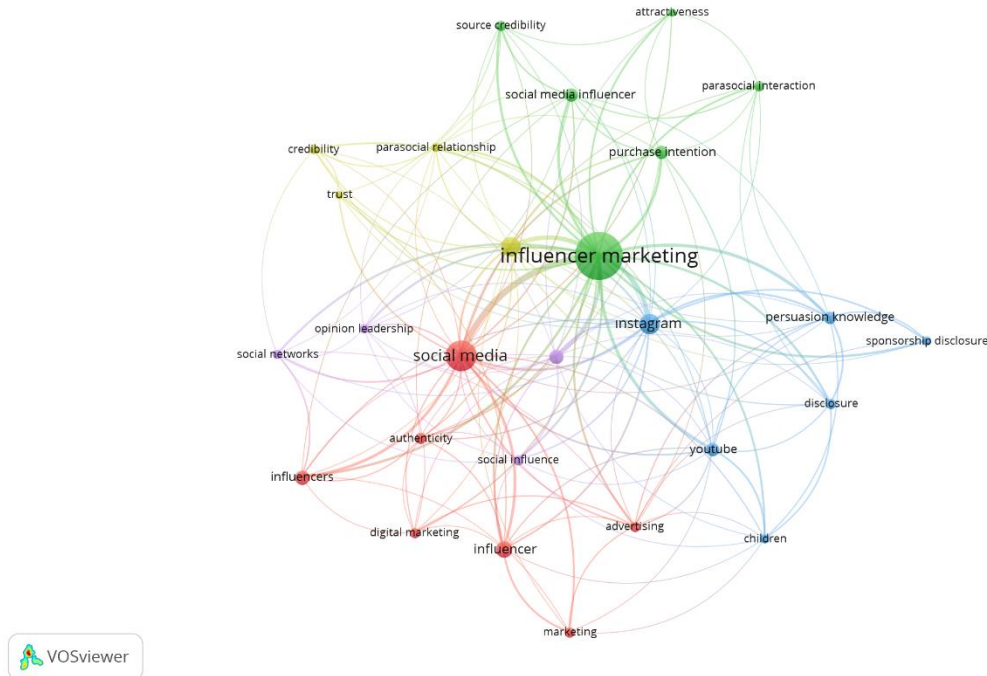 attractiveness
source credibility
parasocial interaction
social media influencer
credibility
parasocial relationship
purchase intention
trust
influencer marketing
opinion leadership
instagram
persuasion knowledge
social networks
social media
sponsorship disclosure
disclosure
authenticity
social influence
youtube
influencers
digital marketing
influencer
advertising
children
marketing
VOSviewer